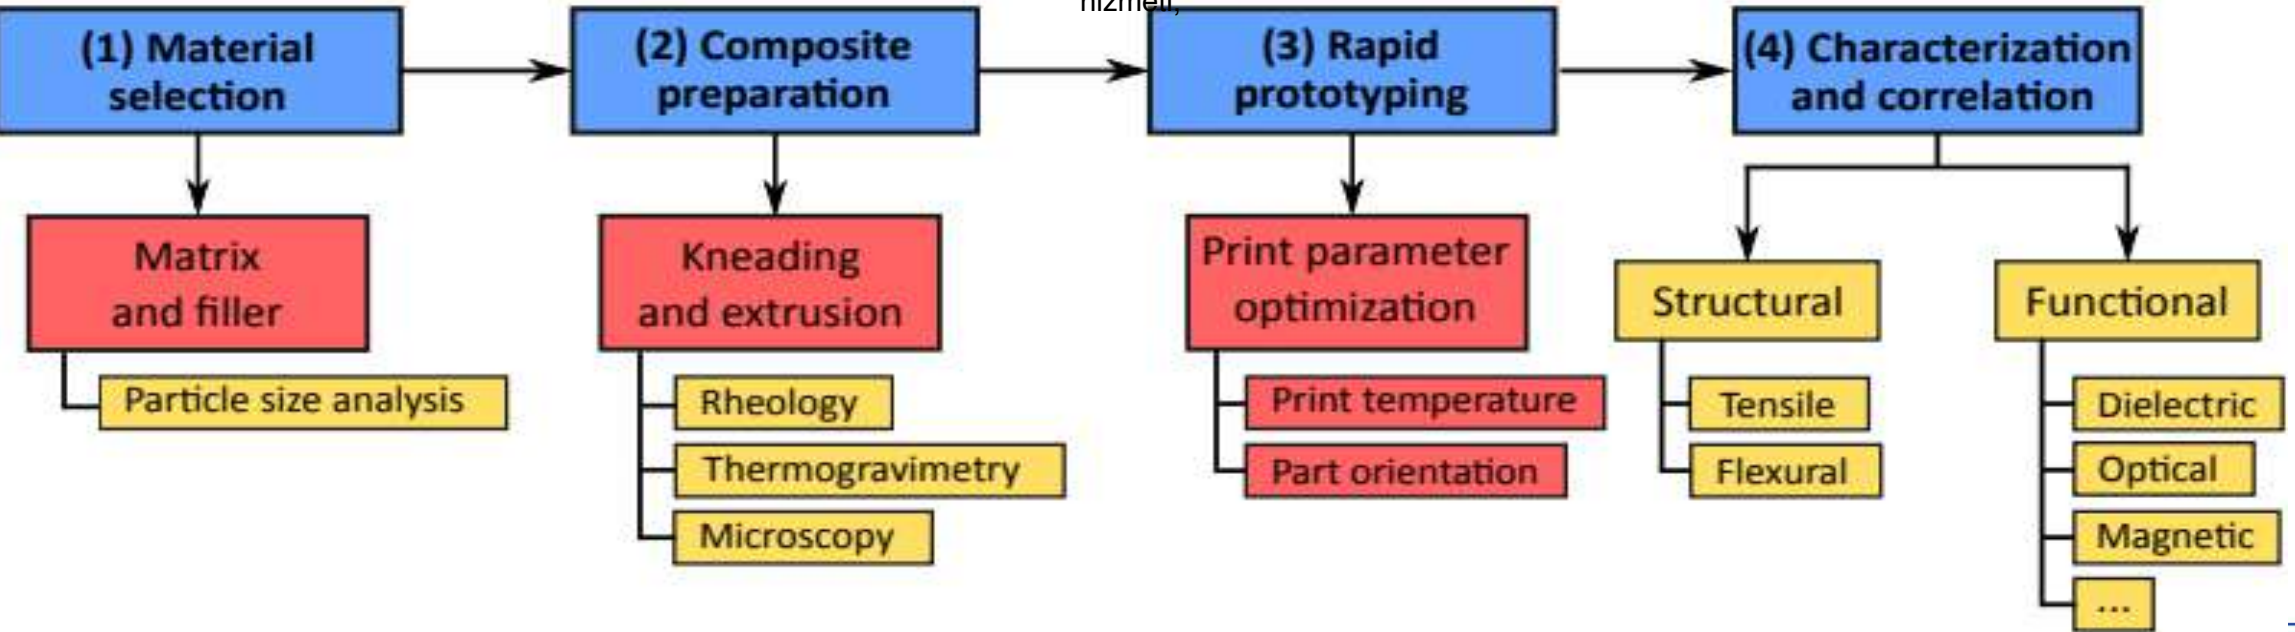 (1) Material
selection
(2) Composite
preparation
(3) Rapid
prototyping
(4) Characterization
and correlation
Matrix
and filler
Particle size analysis
Kneading
and extrusion
Rheology
Thermogravimetry
Microscopy
Print parameter
optimization
Print temperature
Part orientation
Structural
Tensile
Flexural
Functional
Dielectric
Optical
Magnetic
...